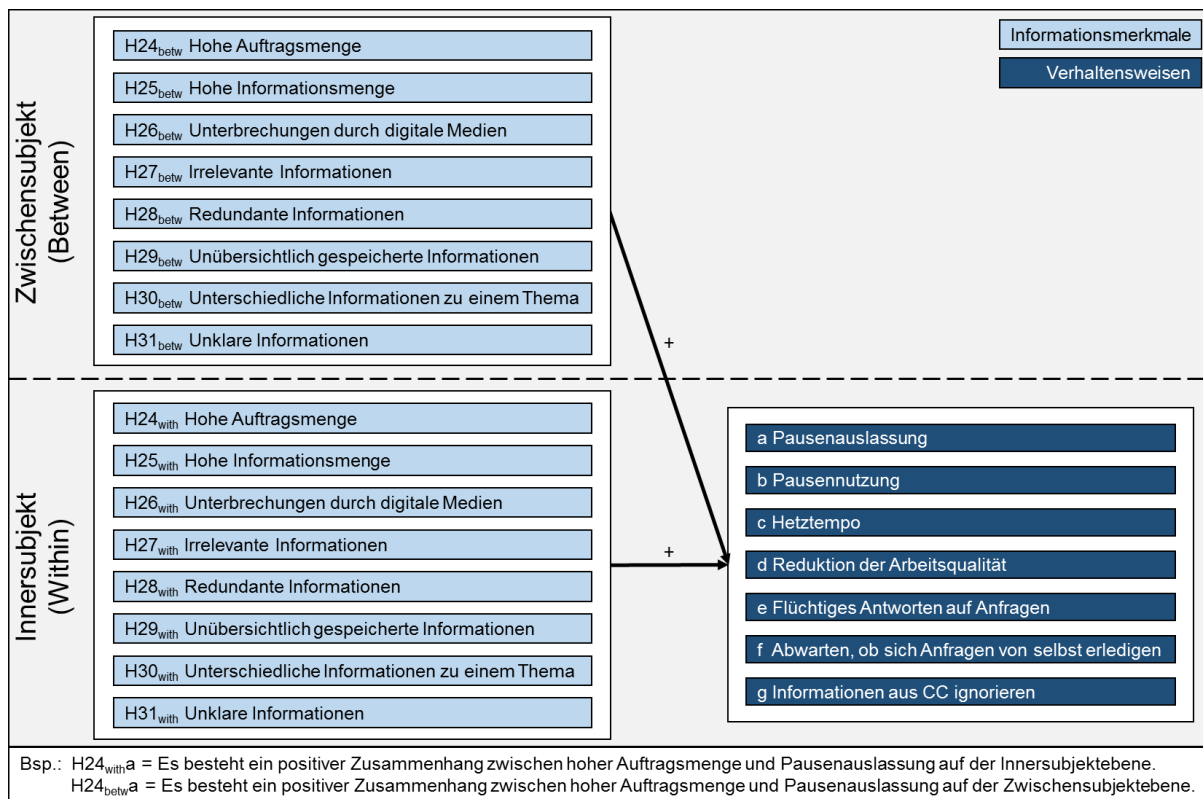 Informationsmerkmale
Verhaltensweisen
Zwischensubjekt
(Between)
H24betw Hohe Auftragsmenge
H25betw Hohe Informationsmenge
H26betw Unterbrechungen durch digitale Medien
H27betw Irrelevante Informationen
H28betw Redundante Informationen
H29betw Unübersichtlich gespeicherte Informationen
H30betw Unterschiedliche Informationen zu einem Thema
H31betw Unklare Informationen
+
Innersubjekt
(Within)
H24with Hohe Auftragsmenge
H25with Hohe Informationsmenge
H26with Unterbrechungen durch digitale Medien
H27with Irrelevante Informationen
H28with Redundante Informationen
H29with Unübersichtlich gespeicherte Informationen
H30with Unterschiedliche Informationen zu einem Thema
H31with Unklare Informationen
+
a Pausenauslassung
b Pausennutzung
c Hetztempo
d Reduktion der Arbeitsqualität
e Flüchtiges Antworten auf Anfragen
f Abwarten, ob sich Anfragen von selbst erledigen
g Informationen aus CC ignorieren
Bsp.: H24witha = Es besteht ein positiver Zusammenhang zwischen hoher Auftragsmenge und Pausenauslassung auf der Innersubjektebene.
H24betwa = Es besteht ein positiver Zusammenhang zwischen hoher Auftragsmenge und Pausenauslassung auf der Zwischensubjektebene.